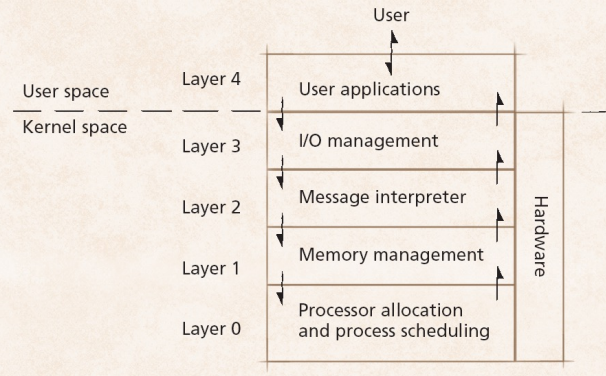 User
Layer 4
User space
User applications
Kernel space
Layer 3
I/O management
Layer 2
Message interpreter
Hardware
Layer 1
Memory management
Layer 0
Processor allocation
and process scheduling